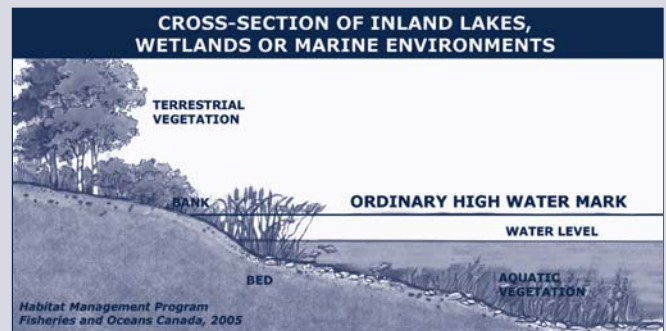 CROSS-SECTION OF INLAND LAKES,
WETLANDS OR MARINE ENVIRONMENTS
TERRESTRIAL
VEGETATION
BANK
ORDINARY HIGH WATER MARK
WATER LEVEL
BED
AQUATIC
VEGETATION
Habitat Management Program
Fisheries and Oceans Canada, 2005